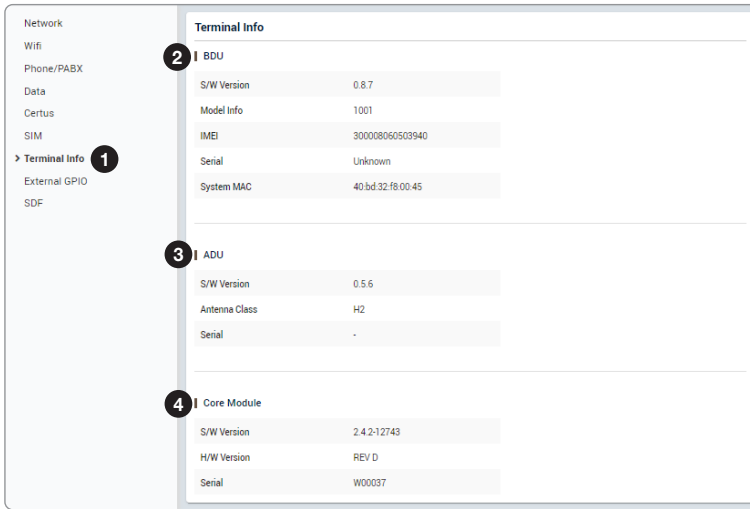 Network
Wifi
Phone/PABX
Data
Certus
SIM
Terminal Info 1
External GPIO
SDF
Terminal Info
2 BDU
S/W Version 0.8.7
Model Info 1001
IMEI 300008060503940
Serial Unknown
System MAC 40:bd:32:f8:00:45
3 ADU
S/W Version 0.5.6
Antenna Class H2
Serial -
4 Core Module
S/W Version 2.4.2-12743
H/W Version REV D
Serial W00037